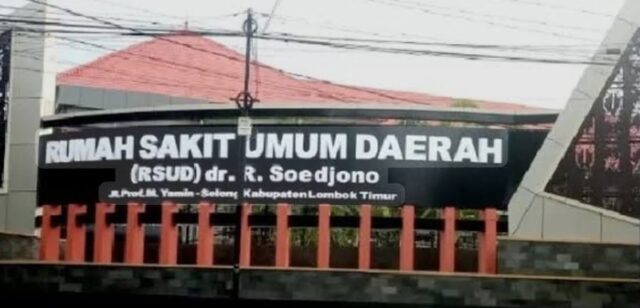 RUMAH SAKIT UMUM DAERAH
(RSUD) dr. R. Soedjono
Jl.Prof.M. Yamin - Selong Kabupaten Lombok Timur